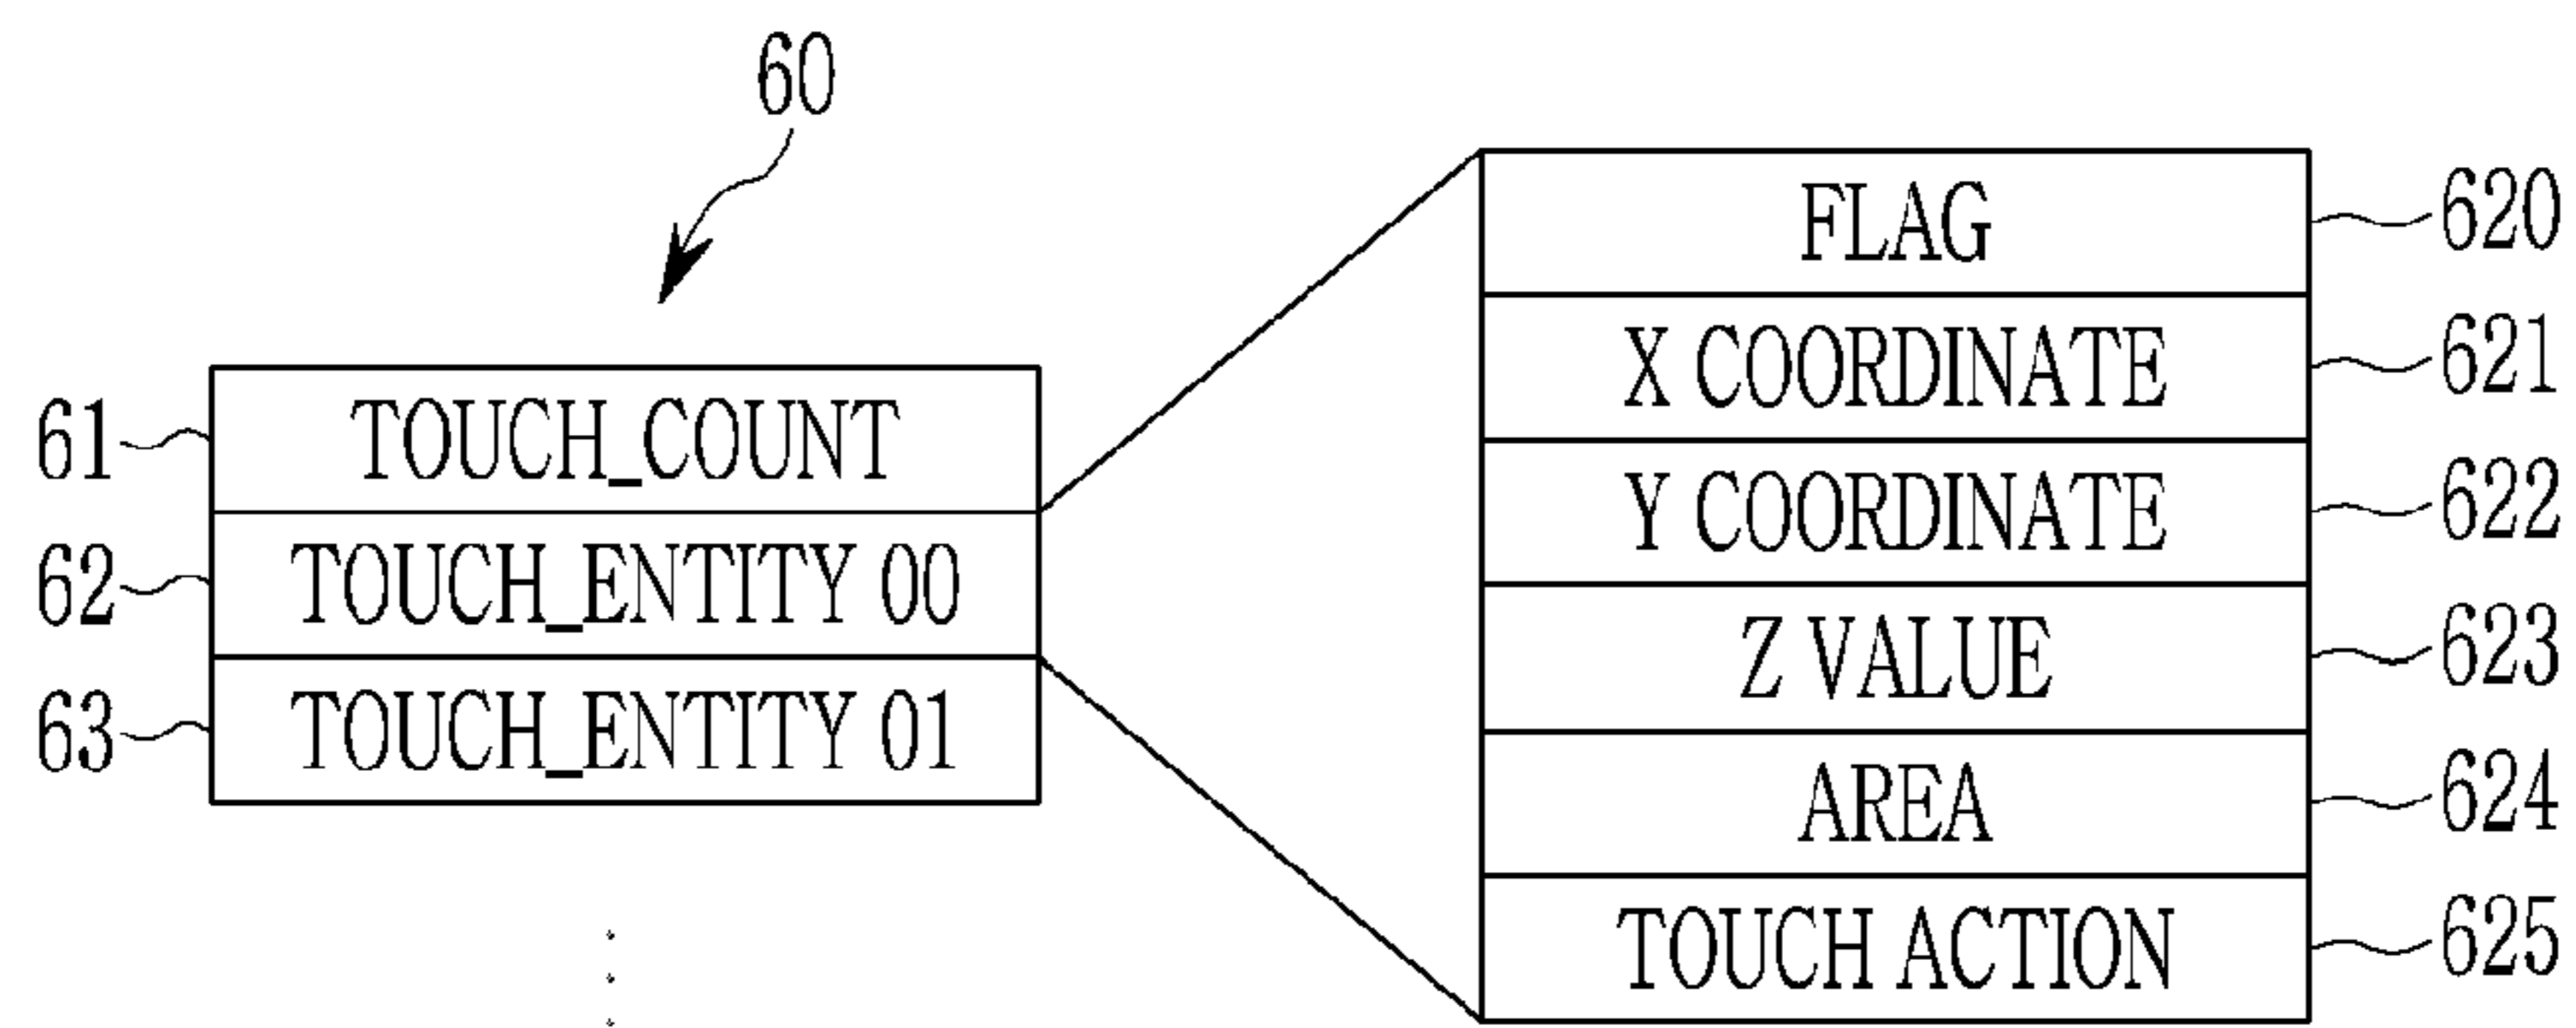 60
61 TOUCH_COUNT
62 TOUCH_ENTITY 00
63 TOUCH_ENTITY 01
FLAG 620
X COORDINATE 621
Y COORDINATE 622
Z VALUE 623
AREA 624
TOUCH ACTION 625